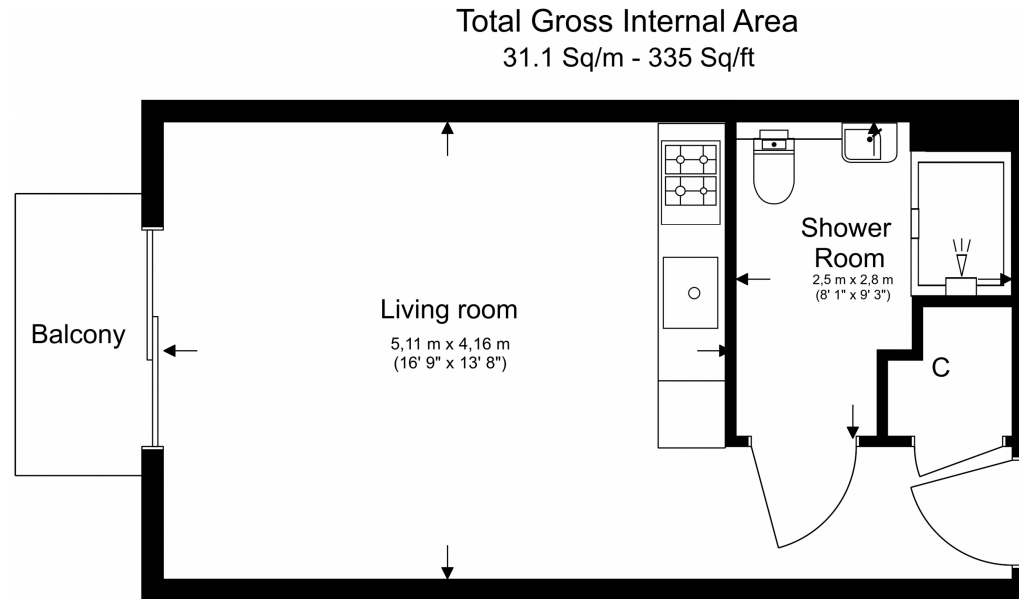 Total Gross Internal Area
31.1 Sq/m - 335 Sq/ft
Shower
Room
2,5 m x 2,8 m
(8' 1" x 9' 3")
Living room
5,11 m x 4,16 m
(16' 9" x 13' 8")
Balcony
C